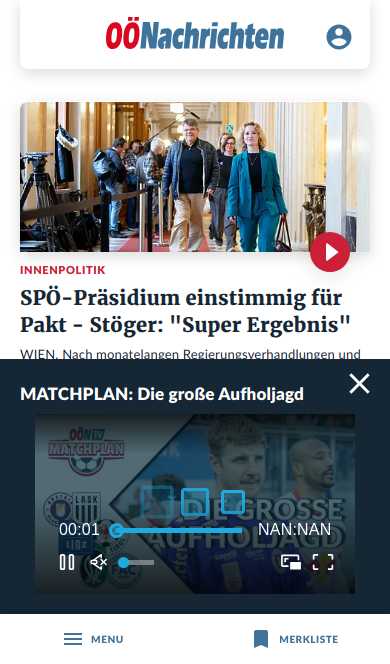 OÖNachrichten
INNENPOLITIK
SPÖ-Präsidium einstimmig für
Pakt - Stöger: "Super Ergebnis"
WIEN. Nach monatelangen Regierungsverhandlungen und
MATCHPLAN: Die große Aufholjagd
OÖN TV
MATCHPLAN
LASK
DIE GROSSE
AUFHOLJAGD
00:01
NAN:NAN
MENU
MERKLISTE